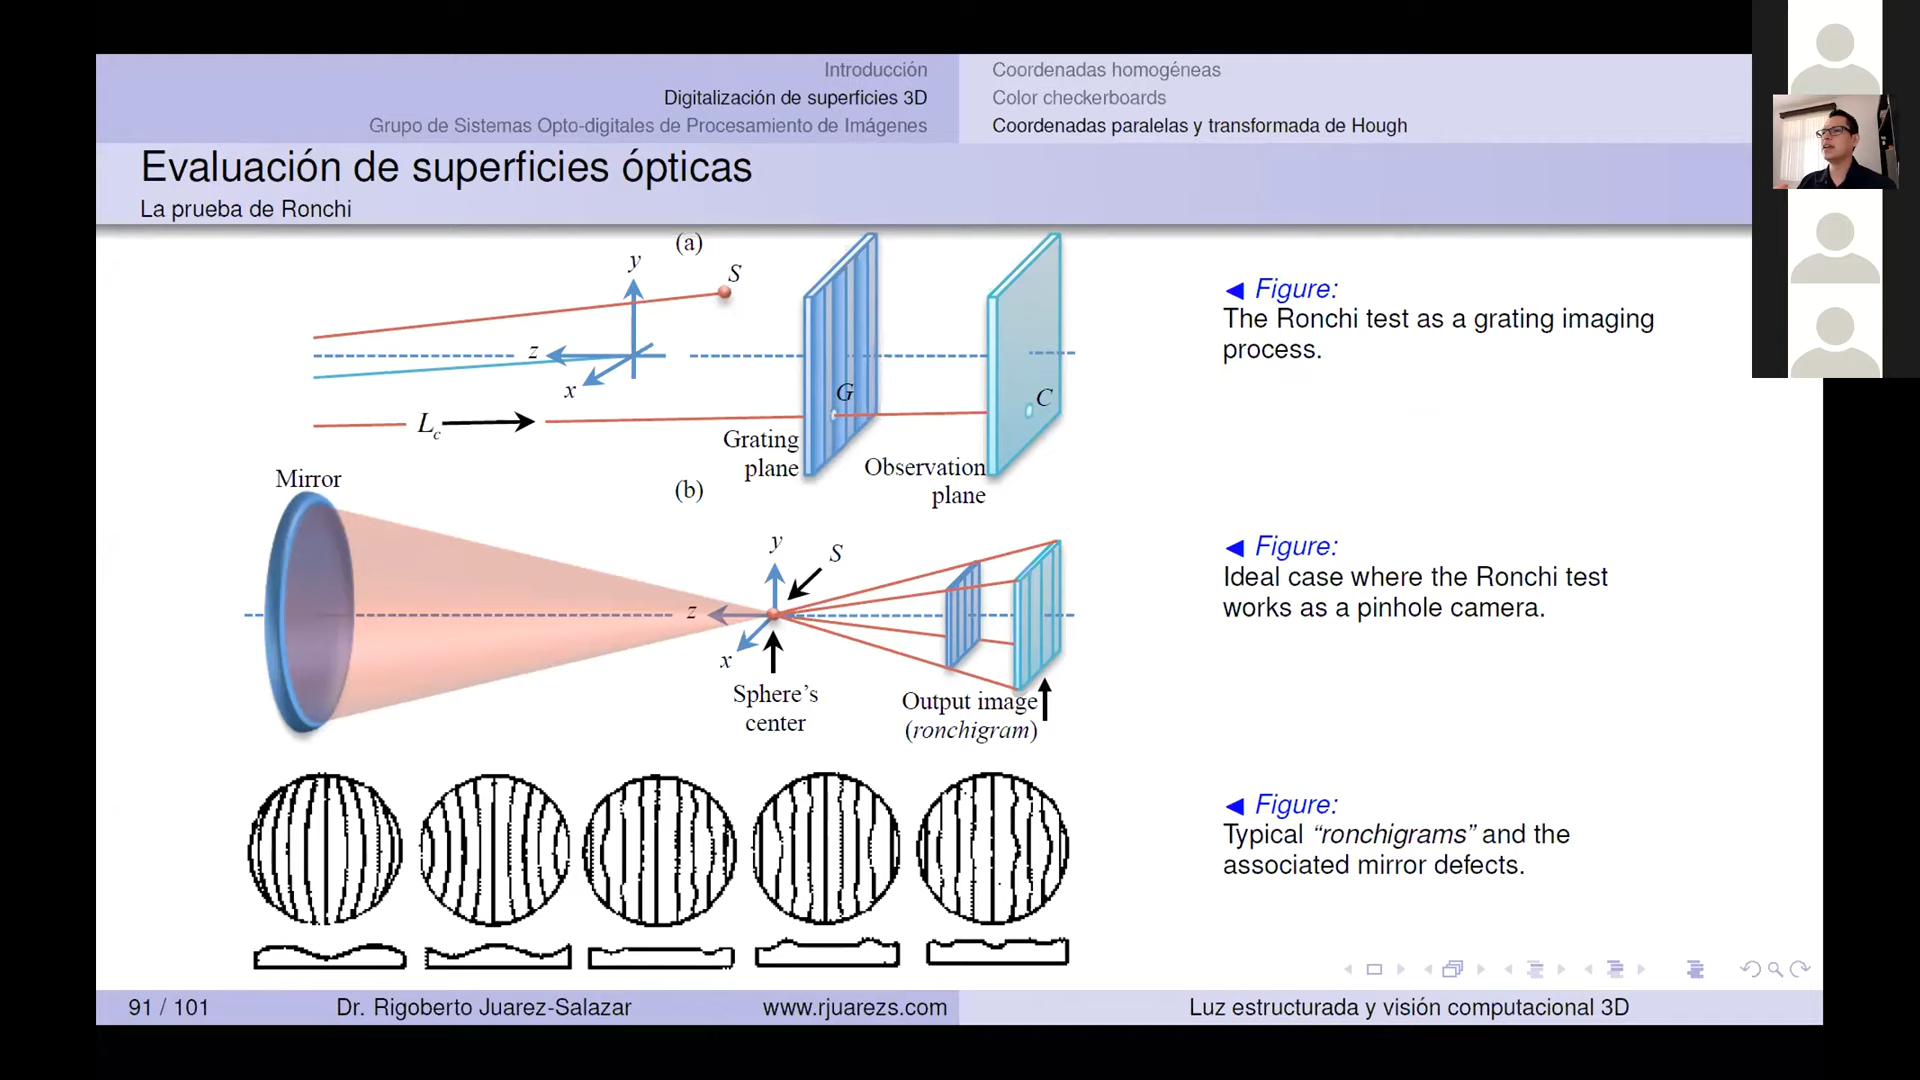 Introducción
Digitalización de superficies 3D
Grupo de Sistemas Opto-digitales de Procesamiento de Imágenes
Coordenadas homogéneas
Color checkerboards
Coordenadas paralelas y transformada de Hough
Evaluación de superficies ópticas
La prueba de Ronchi
(a)
y
S
z
x
G
C
Lc
Grating
plane
Observation
plane
◀ Figure:
The Ronchi test as a grating imaging
process.
Mirror
(b)
y
S
z
x
Sphere's
center
Output image
(ronchigram)
◀ Figure:
Ideal case where the Ronchi test
works as a pinhole camera.
◀ Figure:
Typical “ronchigrams” and the
associated mirror defects.
91 / 101
Dr. Rigoberto Juarez-Salazar
www.rjuarezs.com
Luz estructurada y visión computacional 3D